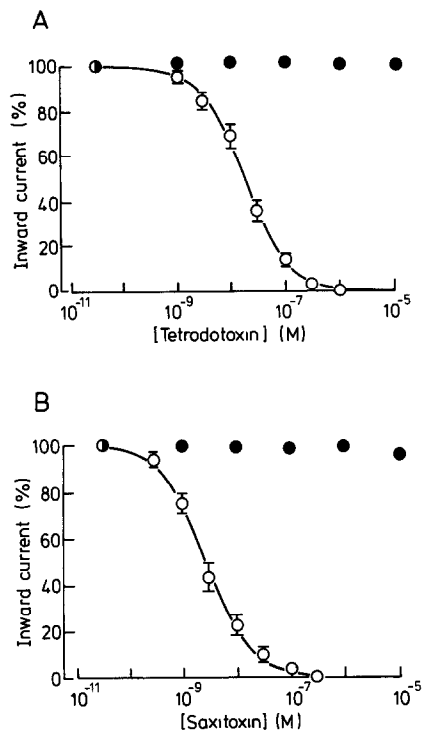 A
Inward current (%)
100
80
60
40
20
0
10⁻¹¹ 10⁻⁹ 10⁻⁷ 10⁻⁵
[Tetrodotoxin] (M)
B
Inward current (%)
100
80
60
40
20
0
10⁻¹¹ 10⁻⁹ 10⁻⁷ 10⁻⁵
[Saxitoxin] (M)